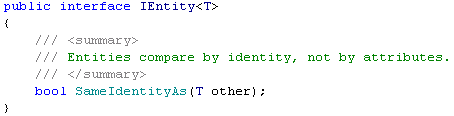 public interface IEntity<T>
{
/// <summary>
/// Entities compare by identity, not by attributes.
/// </summary>
bool SameIdentityAs(T other);
}